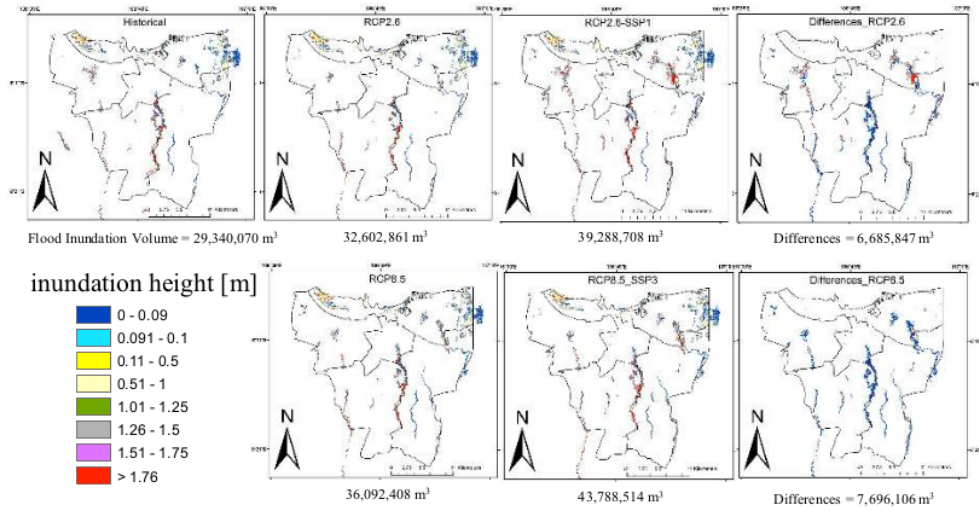 Historical
RCP2.6
RCP2.6-SSP1
Differences_RCP2.6
N
N
N
N
Flood Inundation Volume = 29,340,070 m³
32,602,861 m³
39,288,708 m³
Differences = 6,685,847 m³
inundation height [m]
0 - 0.09
0.091 - 0.1
0.11 - 0.5
0.51 - 1
1.01 - 1.25
1.26 - 1.5
1.51 - 1.75
> 1.76
RCP8.5
RCP8.5_SSP3
Differences_RCP8.5
N
N
N
36,092,408 m³
43,788,514 m³
Differences = 7,696,106 m³